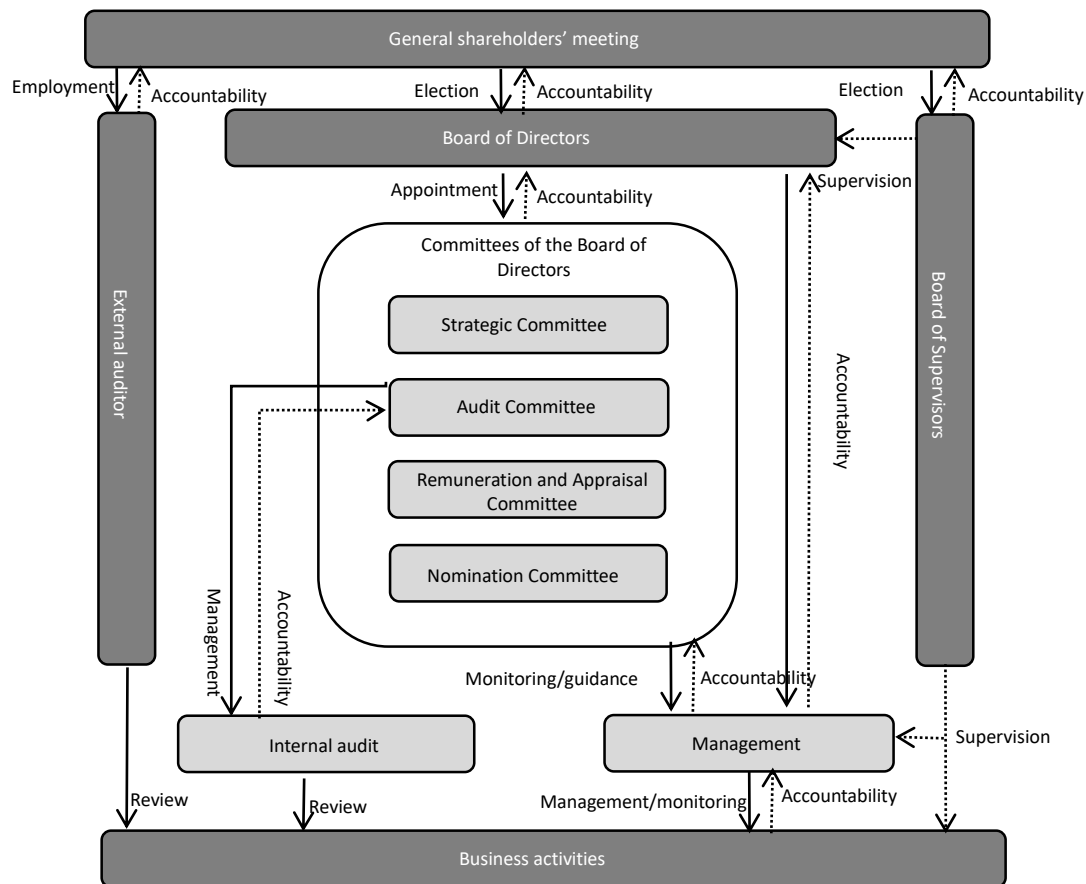 General shareholders’ meeting
Employment
Accountability
Election
Accountability
Election
Accountability
Board of Directors
Appointment
Accountability
Supervision
Committees of the Board of
Directors
External auditor
Board of Supervisors
Strategic Committee
Accountability
Audit Committee
Remuneration and Appraisal
Committee
Nomination Committee
Management
Accountability
Monitoring/guidance
Accountability
Internal audit
Management
Supervision
Review
Review
Management/monitoring
Accountability
Business activities